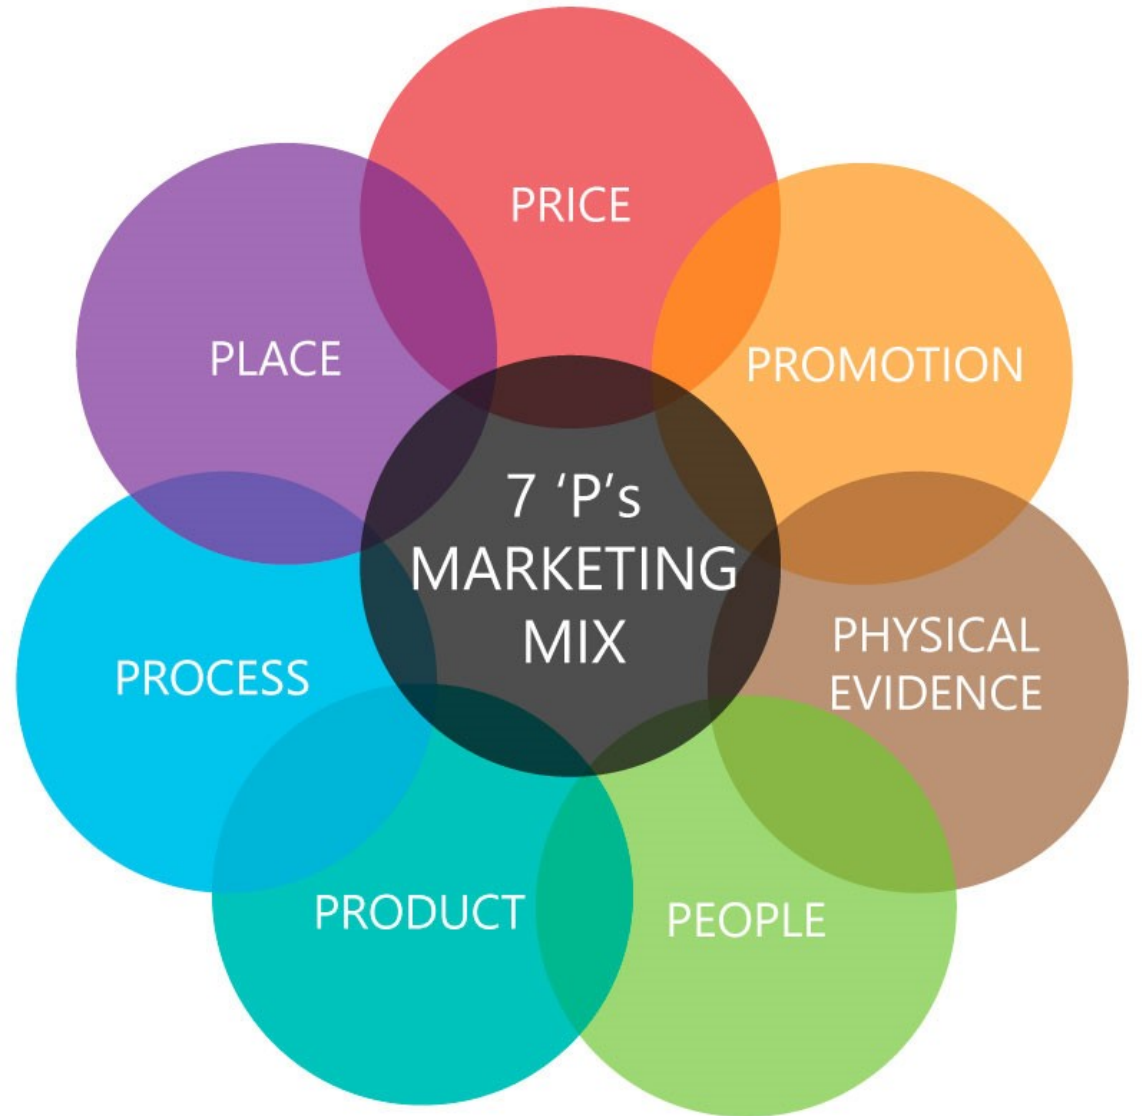 PRICE
PROMOTION
PLACE
7 ‘P’s
MARKETING
MIX
PHYSICAL
EVIDENCE
PROCESS
PRODUCT
PEOPLE